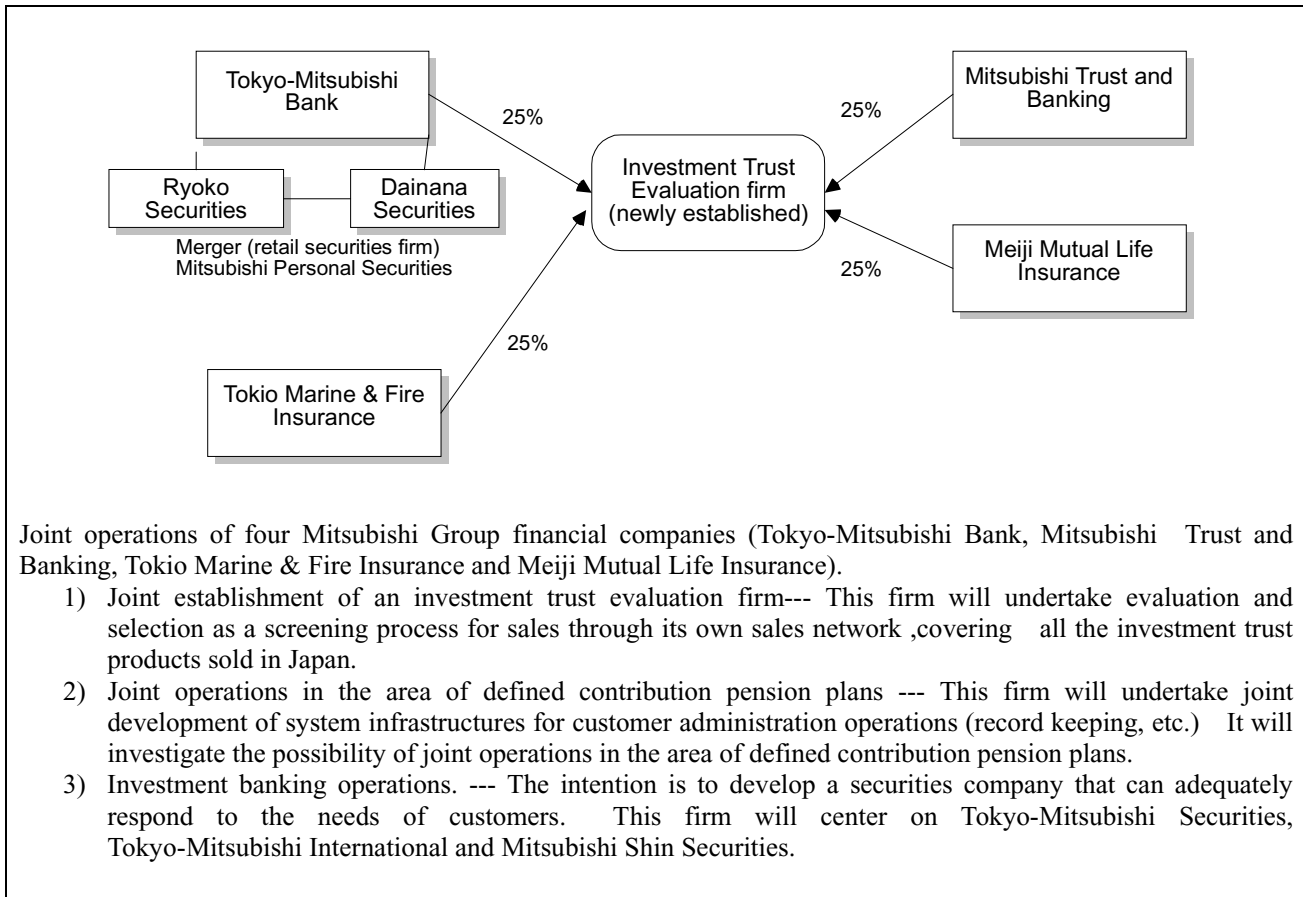 Tokyo-Mitsubishi
Bank
25%
Mitsubishi Trust and
Banking
25%
Investment Trust
Evaluation firm
(newly established)
Ryoko
Securities
Dainana
Securities
Merger (retail securities firm)
Mitsubishi Personal Securities
Meiji Mutual Life
Insurance
25%
25%
Tokio Marine & Fire
Insurance
Joint operations of four Mitsubishi Group financial companies (Tokyo-Mitsubishi Bank, Mitsubishi Trust and
Banking, Tokio Marine & Fire Insurance and Meiji Mutual Life Insurance).
1) Joint establishment of an investment trust evaluation firm--- This firm will undertake evaluation and
selection as a screening process for sales through its own sales network ,covering all the investment trust
products sold in Japan.
2) Joint operations in the area of defined contribution pension plans --- This firm will undertake joint
development of system infrastructures for customer administration operations (record keeping, etc.) It will
investigate the possibility of joint operations in the area of defined contribution pension plans.
3) Investment banking operations. --- The intention is to develop a securities company that can adequately
respond to the needs of customers. This firm will center on Tokyo-Mitsubishi Securities,
Tokyo-Mitsubishi International and Mitsubishi Shin Securities.